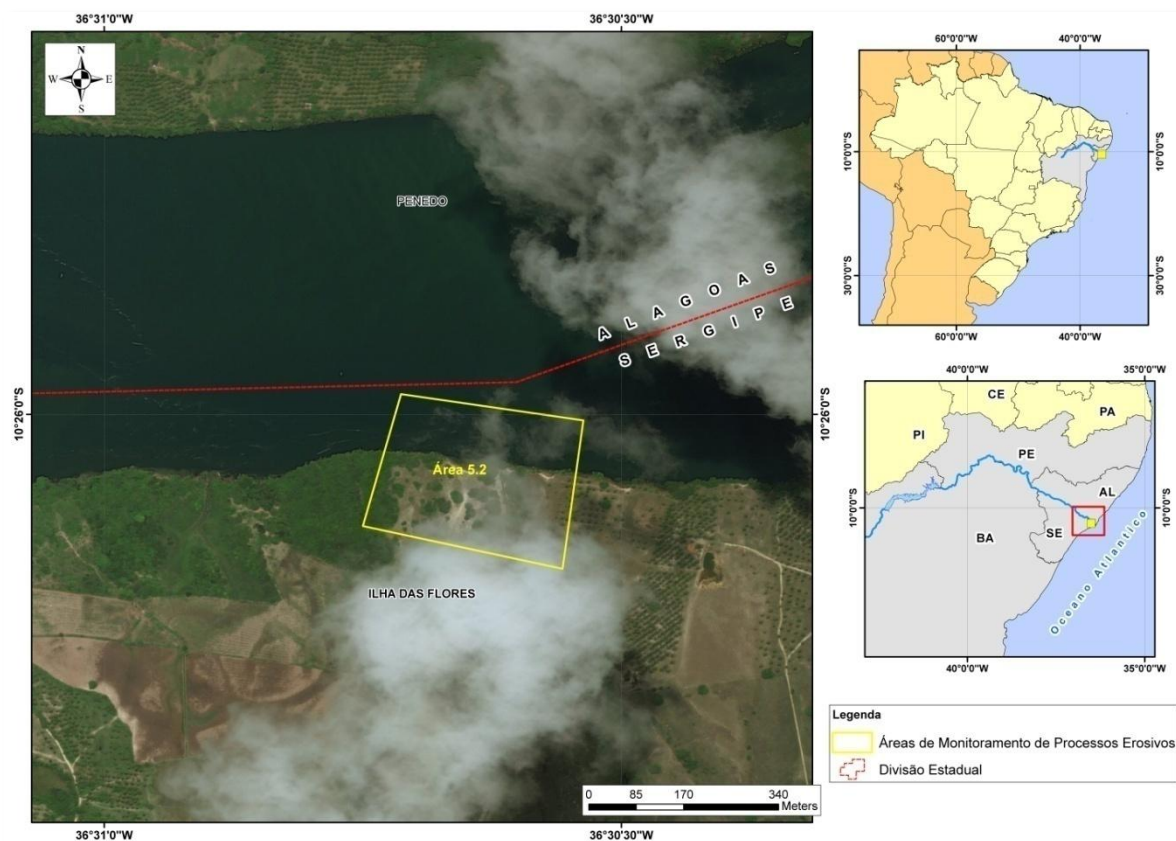 36°31'0"W
36°30'30"W
N
W
E
S
PENEDO
ALAGOAS
SERGIPE
10°26'0"S
10°26'0"S
Área 5.2
ILHA DAS FLORES
0 85 170 340
Meters
36°31'0"W
36°30'30"W
60°0'0"W
40°0'0"W
10°0'0"S
10°0'0"S
30°0'0"S
30°0'0"S
60°0'0"W
40°0'0"W
40°0'0"W
35°0'0"W
CE
PA
PI
PE
AL
10°0'0"S
10°0'0"S
BA
SE
Oceano Atlantico
40°0'0"W
35°0'0"W
Legenda
Áreas de Monitoramento de Processos Erosivos
Divisão Estadual